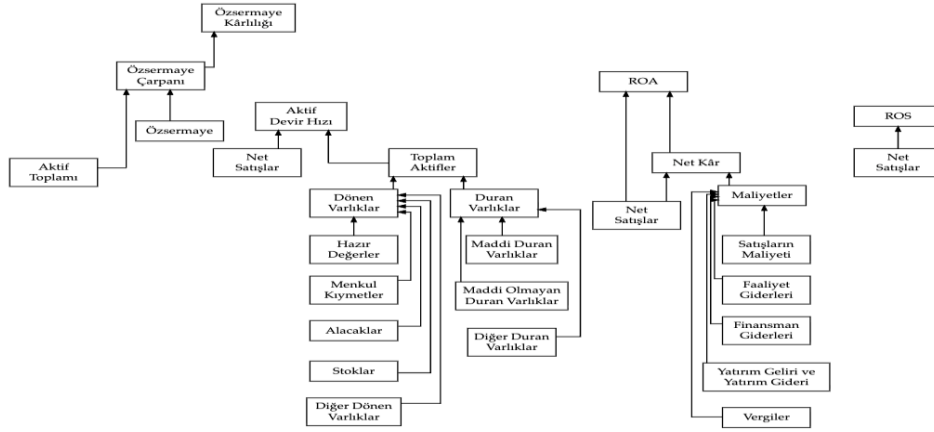 Özsermaye
Kârlılığı
Özsermaye
Çarpanı
Özsermaye
Aktif
Toplamı
Aktif
Devir Hızı
Net
Satışlar
Toplam
Aktifler
Dönen
Varlıklar
Hazır
Değerler
Menkul
Kıymetler
Alacaklar
Stoklar
Diğer Dönen
Varlıklar
Duran
Varlıklar
Maddi Duran
Varlıklar
Maddi Olmayan
Duran Varlıklar
Diğer Duran
Varlıklar
ROA
Net Kâr
Net
Satışlar
Maliyetler
Satışların
Maliyeti
Faaliyet
Giderleri
Finansman
Giderleri
Yatırım Geliri ve
Yatırım Gideri
Vergiler
ROS
Net
Satışlar